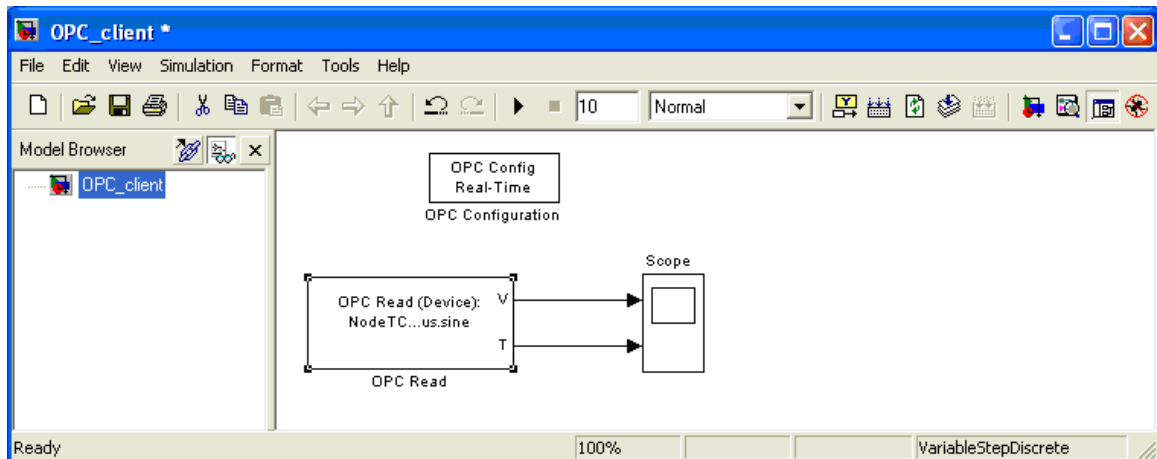 OPC_client *
File Edit View Simulation Format Tools Help
10 Normal
Model Browser
OPC_client
OPC Config
Real-Time
OPC Configuration
Scope
OPC Read (Device): V
NodeTC...us.sine
T
OPC Read
Ready 100% VariableStepDiscrete